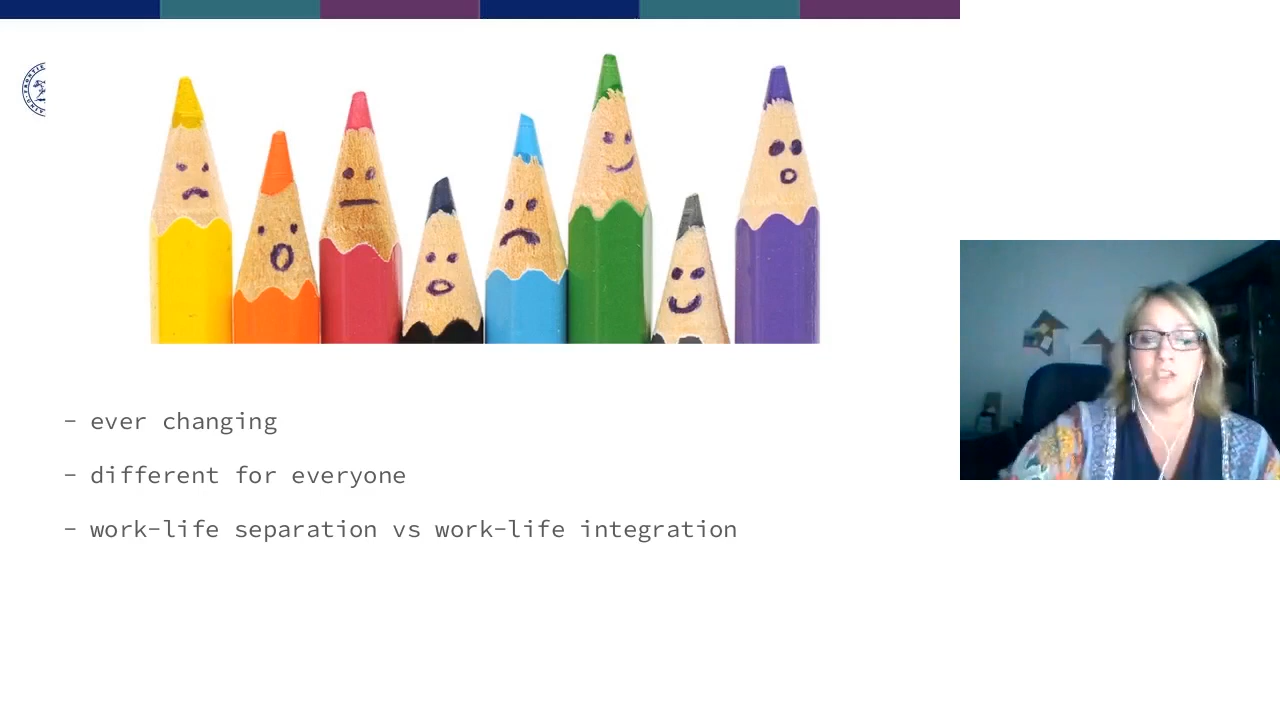 - ever changing
- different for everyone
- work-life separation vs work-life integration